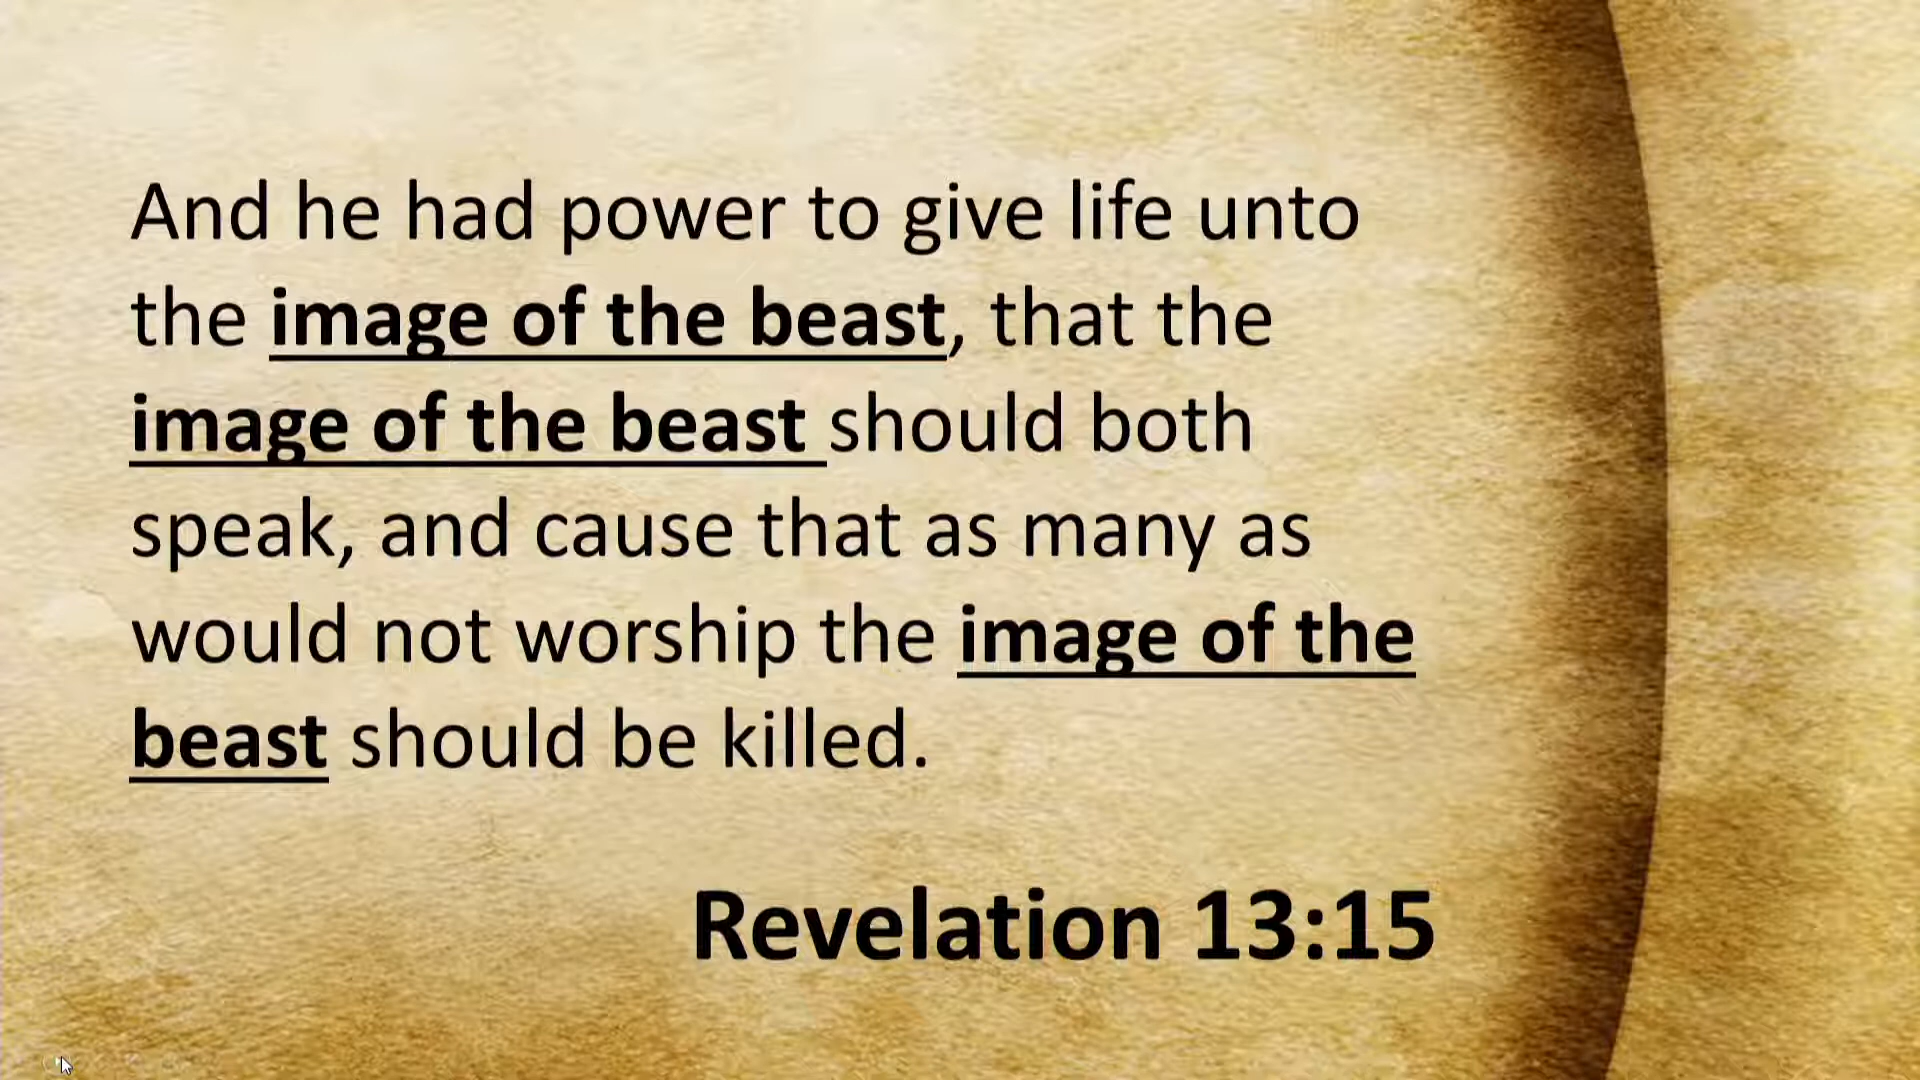 And he had power to give life unto
the image of the beast, that the
image of the beast should both
speak, and cause that as many as
would not worship the image of the
beast should be killed.
Revelation 13:15